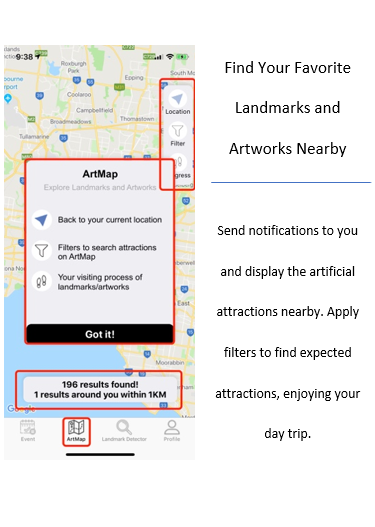 9:38
Roxburgh
Park
Epping
South Mo
Coolaroo
Campbellfield
Broadmeadows
Thomastown
Tullamarine
Location
Filter
gress
ArtMap
Explore Landmarks and Artworks
Back to your current location
Filters to search attractions
on ArtMap
Your visiting process of
landmarks/artworks
Got it!
East
Moorabbin
196 results found!
1 results around you within 1KM
Google
Event
ArtMap
Landmark Detector
Profile
Find Your Favorite
Landmarks and
Artworks Nearby
Send notifications to you
and display the artificial
attractions nearby. Apply
filters to find expected
attractions, enjoying your
day trip.